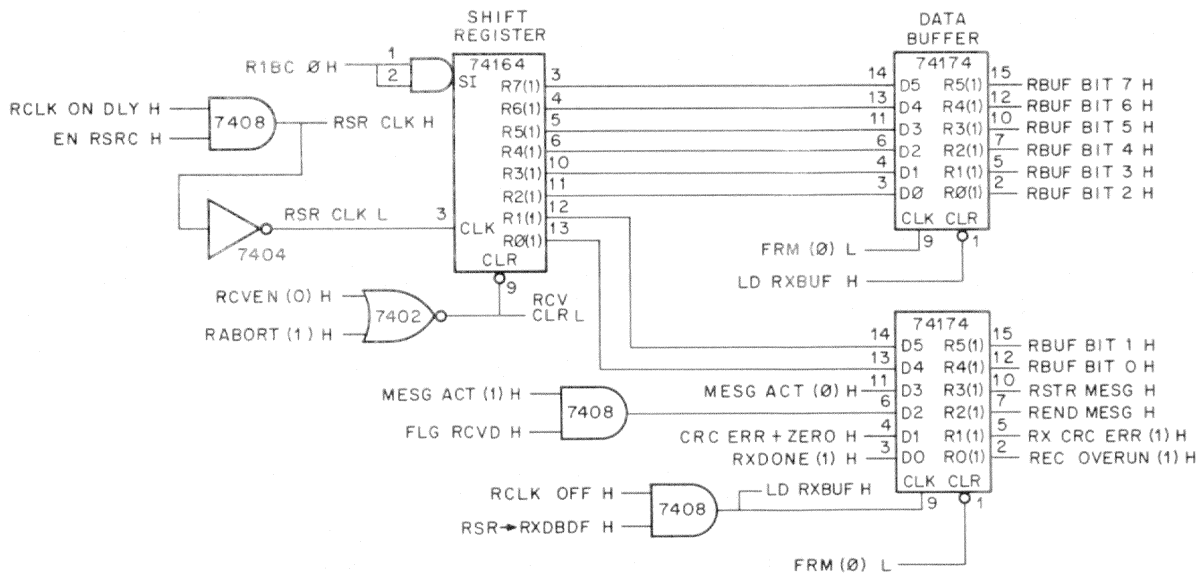 SHIFT
REGISTER
DATA
BUFFER
R1BC Ø H
1
2
74164
SI
R7(1)
R6(1)
R5(1)
R4(1)
R3(1)
R2(1)
R1(1)
RØ(1)
3
4
5
6
10
11
12
13
3
CLK
CLR
9
RCLK ON DLY H
EN RSRC H
7408
RSR CLK H
7404
RSR CLK L
RCVEN (0) H
RABORT (1) H
7402
RCV
CLR L
74174
14
13
11
6
4
3
D5
D4
D3
D2
D1
DØ
R5(1)
R4(1)
R3(1)
R2(1)
R1(1)
RØ(1)
15
12
10
7
5
2
RBUF BIT 7 H
RBUF BIT 6 H
RBUF BIT 5 H
RBUF BIT 4 H
RBUF BIT 3 H
RBUF BIT 2 H
CLK CLR
9
1
FRM (Ø) L
LD RXBUF H
74174
14
13
11
6
4
3
D5
D4
D3
D2
D1
DO
R5(1)
R4(1)
R3(1)
R2(1)
R1(1)
RO(1)
15
12
10
7
5
2
RBUF BIT 1 H
RBUF BIT 0 H
RSTR MESG H
REND MESG H
RX CRC ERR (1) H
REC OVERUN (1) H
MESG ACT (Ø) H
MESG ACT (1) H
FLG RCVD H
7408
CRC ERR + ZERO H
RXDONE (1) H
CLK CLR
9
1
RCLK OFF H
RSR→RXDBDF H
7408
LD RXBUF H
FRM (Ø) L